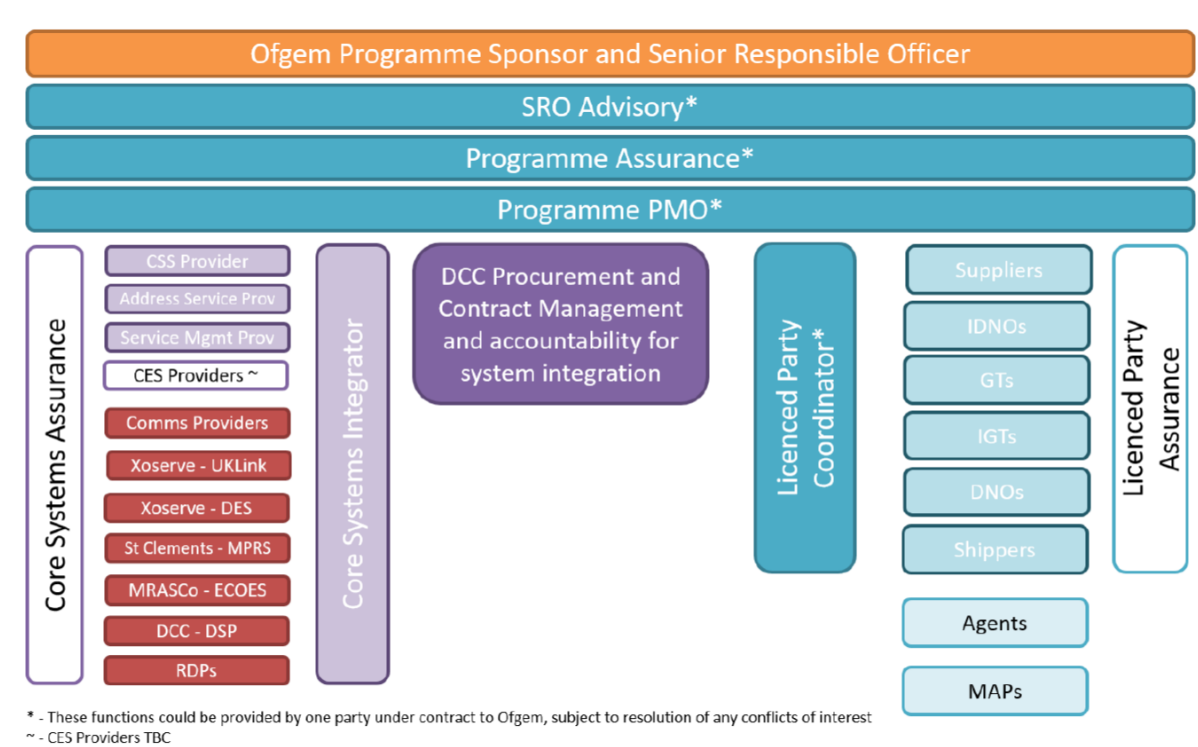 Ofgem Programme Sponsor and Senior Responsible Officer
SRO Advisory*
Programme Assurance*
Programme PMO*
Core Systems Assurance
CSS Provider
Address Service Prov
Service Mgmt Prov
CES Providers ~
Comms Providers
Xoserve - UKLink
Xoserve - DES
St Clements - MPRS
MRASCo - ECOES
DCC - DSP
RDPs
Core Systems Integrator
DCC Procurement and
Contract Management
and accountability for
system integration
Licenced Party
Coordinator*
Suppliers
IDNOs
GTs
IGTs
DNOs
Shippers
Agents
MAPs
Licenced Party
Assurance
* - These functions could be provided by one party under contract to Ofgem, subject to resolution of any conflicts of interest
~ - CES Providers TBC